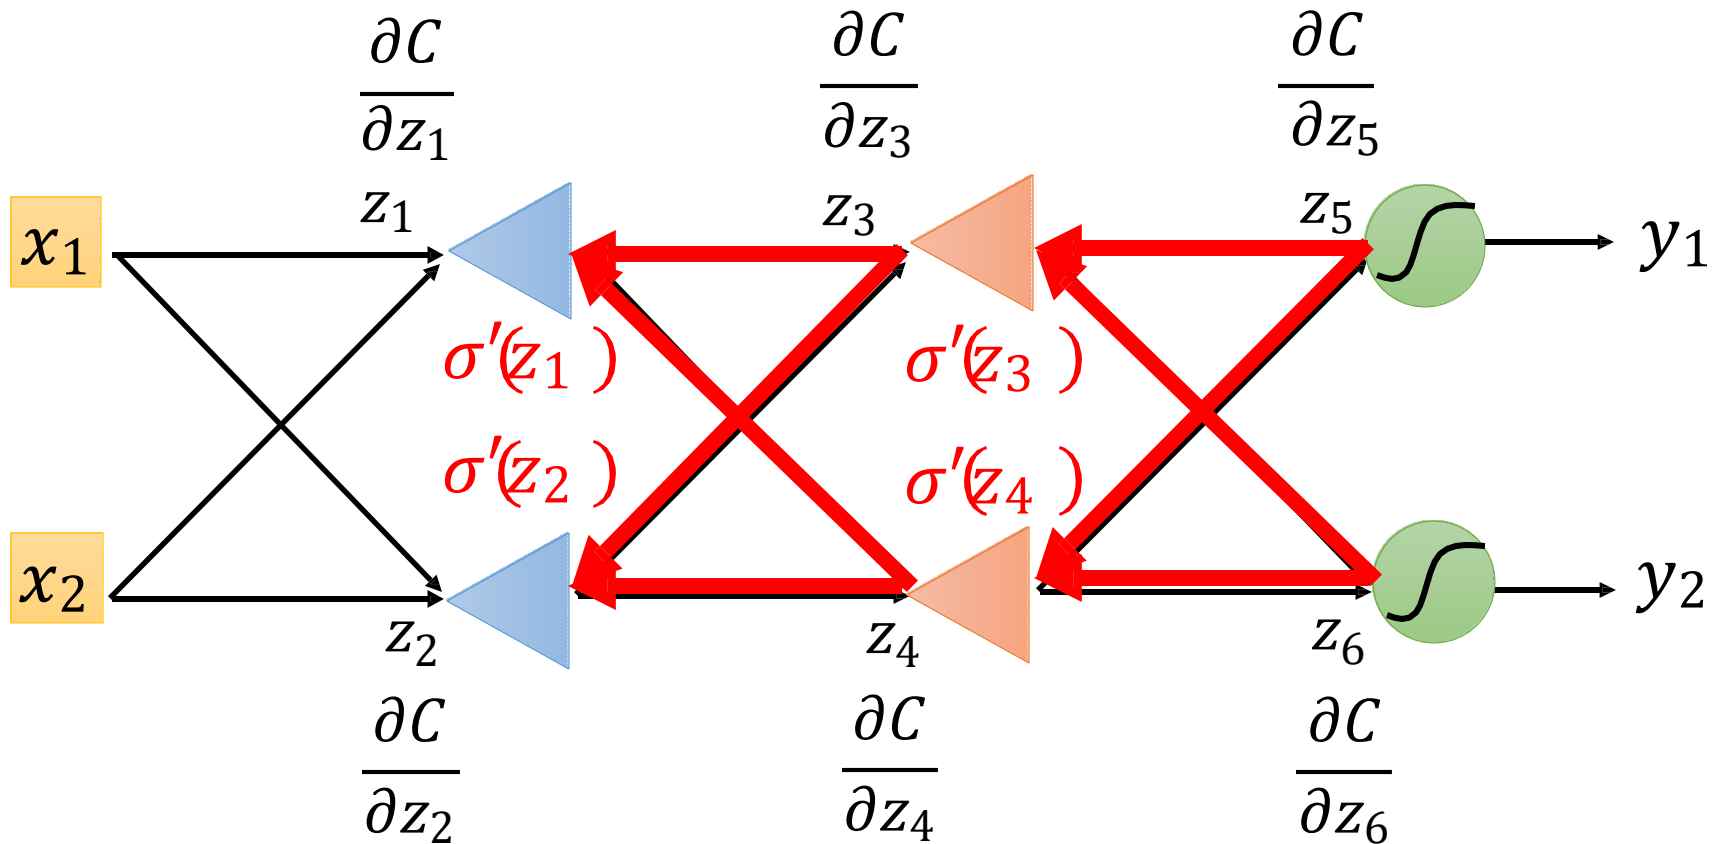 ∂C/∂z₁ ∂C/∂z₃ ∂C/∂z₅
x₁ z₁ z₃ z₅ y₁
σ′(z₁ ) σ′(z₃ )
σ′(z₂ ) σ′(z₄ )
x₂ z₂ z₄ z₆ y₂
∂C/∂z₂ ∂C/∂z₄ ∂C/∂z₆